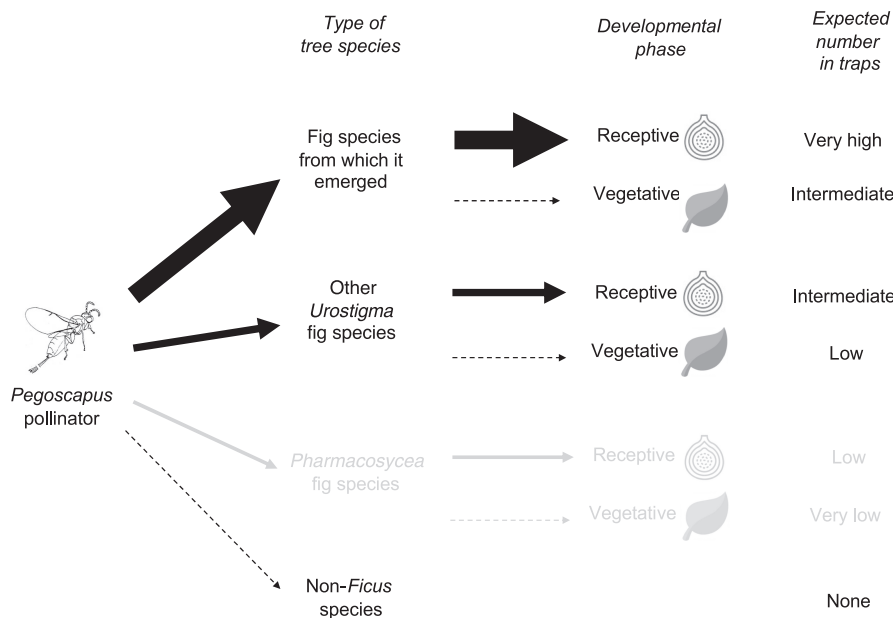 Type of
tree species
Developmental
phase
Expected
number
in traps
Fig species
from which it
emerged
Receptive
Very high
Vegetative
Intermediate
Other
Urostigma
fig species
Receptive
Intermediate
Vegetative
Low
Pegoscapus
pollinator
Pharmacosycea
fig species
Receptive
Low
Vegetative
Very low
Non-Ficus
species
None